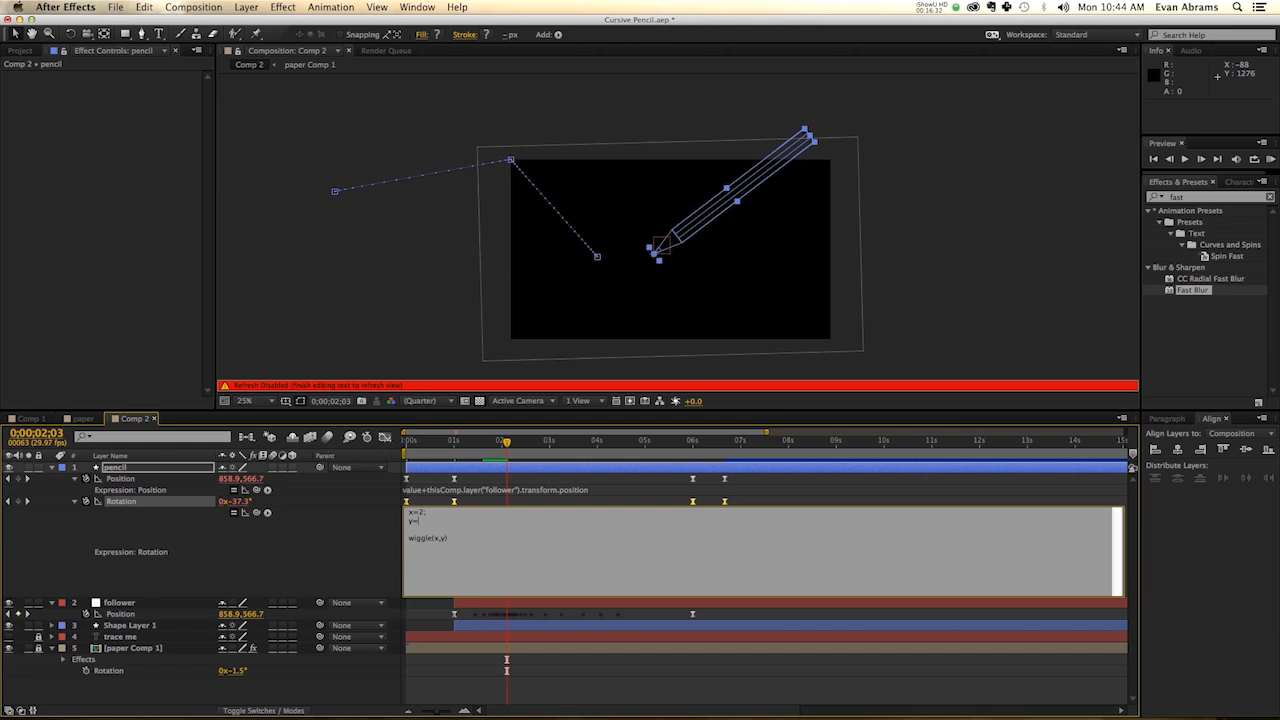 After Effects File Edit Composition Layer Effect Animation View Window Help
iShowU HD
00:16:32
Mon 10:44 AM Evan Abrams
Cursive Pencil.aep *
Snapping Fill: ? Stroke: ? - px Add: Workspace: Standard Search Help
Project Effect Controls: pencil Composition: Comp 2 Render Queue Info Audio
Comp 2 • pencil Comp 2 paper Comp 1
R: X: -88
G: Y: 1276
B:
A: 0
Preview
Effects & Presets Charact
fast
* Animation Presets
Presets
Text
Curves and Spins
Spin Fast
Blur & Sharpen
CC Radial Fast Blur
Fast Blur
Refresh Disabled (finish editing text to refresh view)
25% 0;00;02;03 (Quarter) Active Camera 1 View +0.0
Comp 1 paper Comp 2 Paragraph Align
0;00;02;03
00063 (29.97 fps)
Align Layers to: Composition
# Layer Name Parent
:00s 01s 02 03s 04s 05s 06s 07s 08s 09s 10s 11s 12s 13s 14s 15s
Distribute Layers:
1 pencil None
Position 858.9,566.7
Expression: Position value+thisComp.layer("follower").transform.position
Rotation 0x-37.3°
x=2;
y=
wiggle(x,y)
Expression: Rotation
2 follower None
Position 858.9,566.7
3 Shape Layer 1 None
4 trace me None
5 [paper Comp 1] None
Effects
Rotation 0x-1.5°
Toggle Switches / Modes